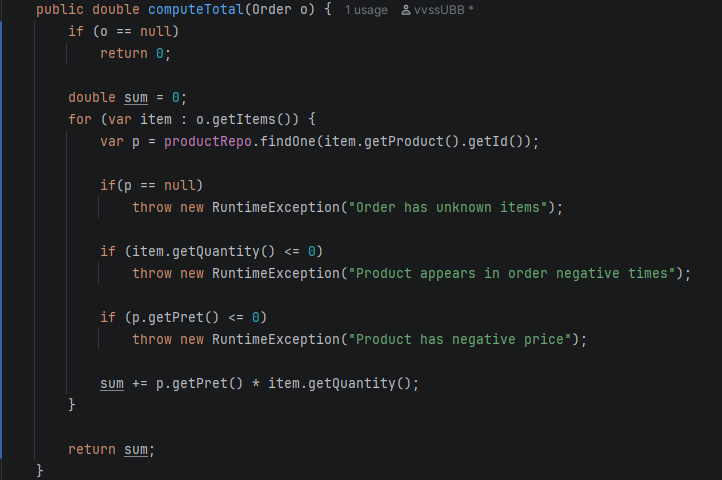 public double computeTotal(Order o) { 1 usage vvssUBB *
if (o == null)
return 0;
double sum = 0;
for (var item : o.getItems()) {
var p = productRepo.findOne(item.getProduct().getId());
if(p == null)
throw new RuntimeException("Order has unknown items");
if (item.getQuantity() <= 0)
throw new RuntimeException("Product appears in order negative times");
if (p.getPret() <= 0)
throw new RuntimeException("Product has negative price");
sum += p.getPret() * item.getQuantity();
}
return sum;
}